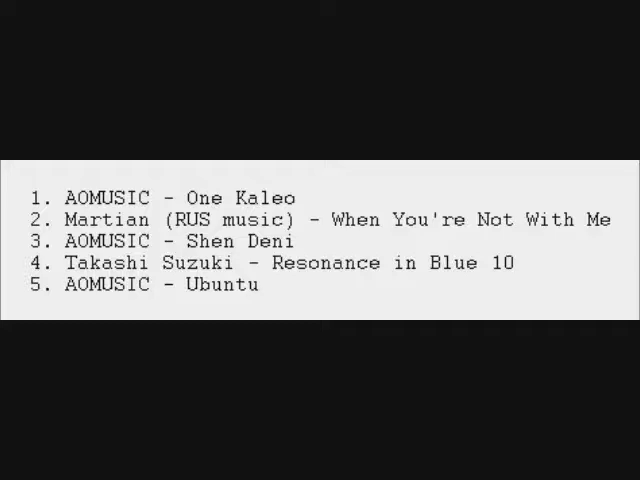 1. AOMUSIC - One Kaleo
2. Martian (RUS music) - When You're Not With Me
3. AOMUSIC - Shen Deni
4. Takashi Suzuki - Resonance in Blue 10
5. AOMUSIC - Ubuntu